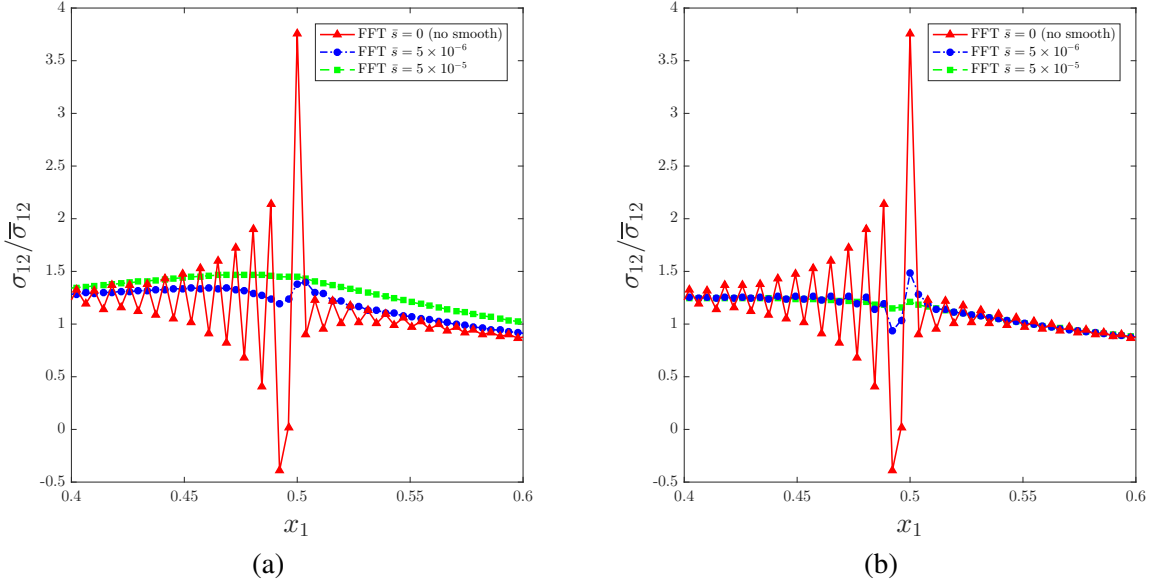 4
3.5
3
2.5
2
1.5
1
0.5
0
-0.5
0.4
0.45
0.5
0.55
0.6
σ₁₂/σ̅₁₂
x₁
FFT s̄ = 0 (no smooth)
FFT s̄ = 5 × 10⁻⁶
FFT s̄ = 5 × 10⁻⁵
(a)
4
3.5
3
2.5
2
1.5
1
0.5
0
-0.5
0.4
0.45
0.5
0.55
0.6
σ₁₂/σ̅₁₂
x₁
FFT s̄ = 0 (no smooth)
FFT s̄ = 5 × 10⁻⁶
FFT s̄ = 5 × 10⁻⁵
(b)